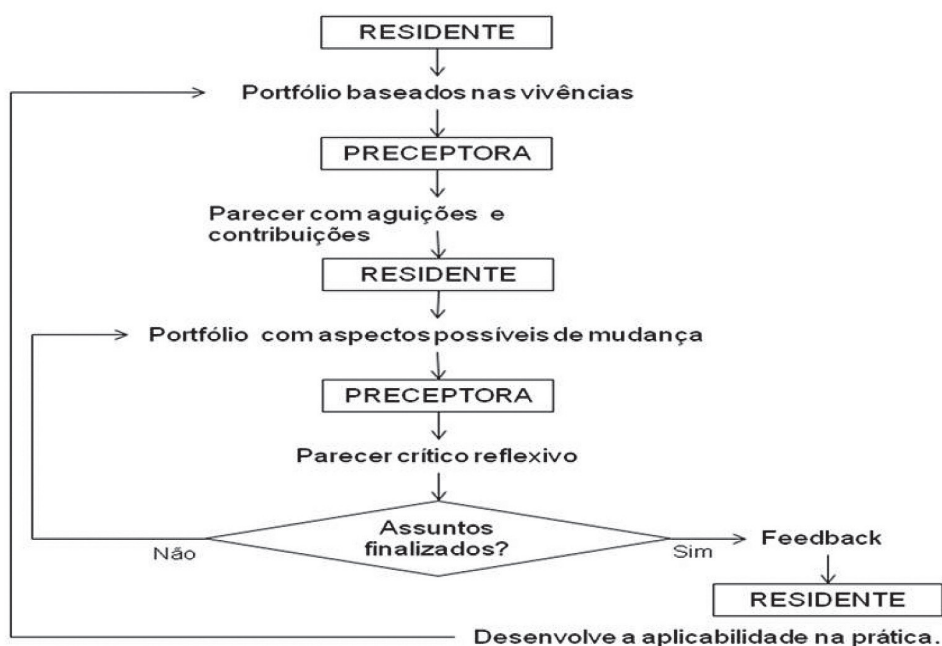 RESIDENTE
Portfólio baseados nas vivências
PRECEPTORA
Parecer com aguições e
contribuições
RESIDENTE
Portfólio com aspectos possíveis de mudança
PRECEPTORA
Parecer crítico reflexivo
Assuntos
finalizados?
Não
Sim
Feedback
RESIDENTE
Desenvolve a aplicabilidade na prática.